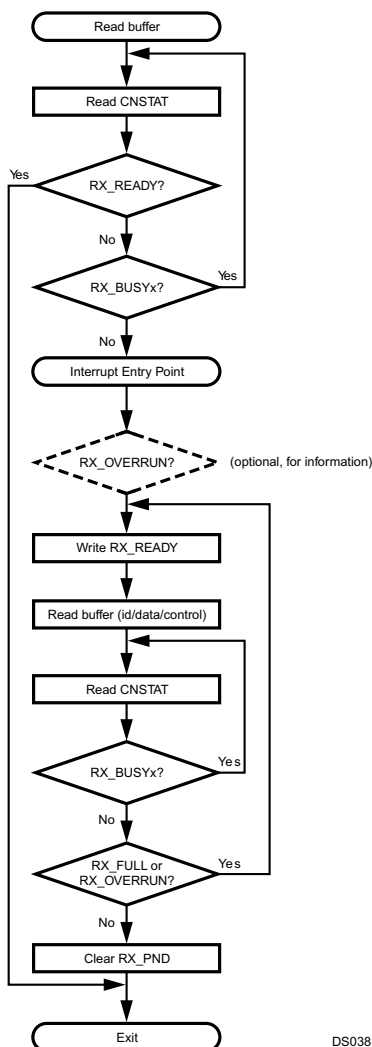 Read buffer
Read CNSTAT
Yes
RX_READY?
No
RX_BUSYx?
Yes
No
Interrupt Entry Point
RX_OVERRUN?
(optional, for information)
Write RX_READY
Read buffer (id/data/control)
Read CNSTAT
RX_BUSYx?
Yes
No
RX_FULL or
RX_OVERRUN?
Yes
No
Clear RX_PND
Exit
DS038